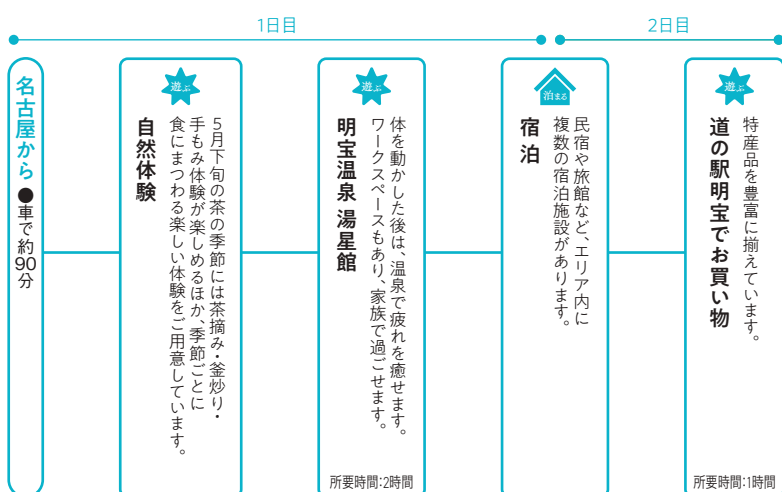 1日目
2日目
名古屋から ●車で約90分
遊ぶ
自然体験
5月下旬の茶の季節には茶摘み・釜炒り・
手もみ体験が楽しめるほか、季節ごとに
食にまつわる楽しい体験をご用意しています。
遊ぶ
明宝温泉 湯星館
体を動かした後は、温泉で疲れを癒せます。
ワークスペースもあり、家族で過ごせます。
所要時間:2時間
泊まる
宿泊
民宿や旅館など、エリア内に
複数の宿泊施設があります。
遊ぶ
道の駅明宝でお買い物
特産品を豊富に揃えています。
所要時間:1時間